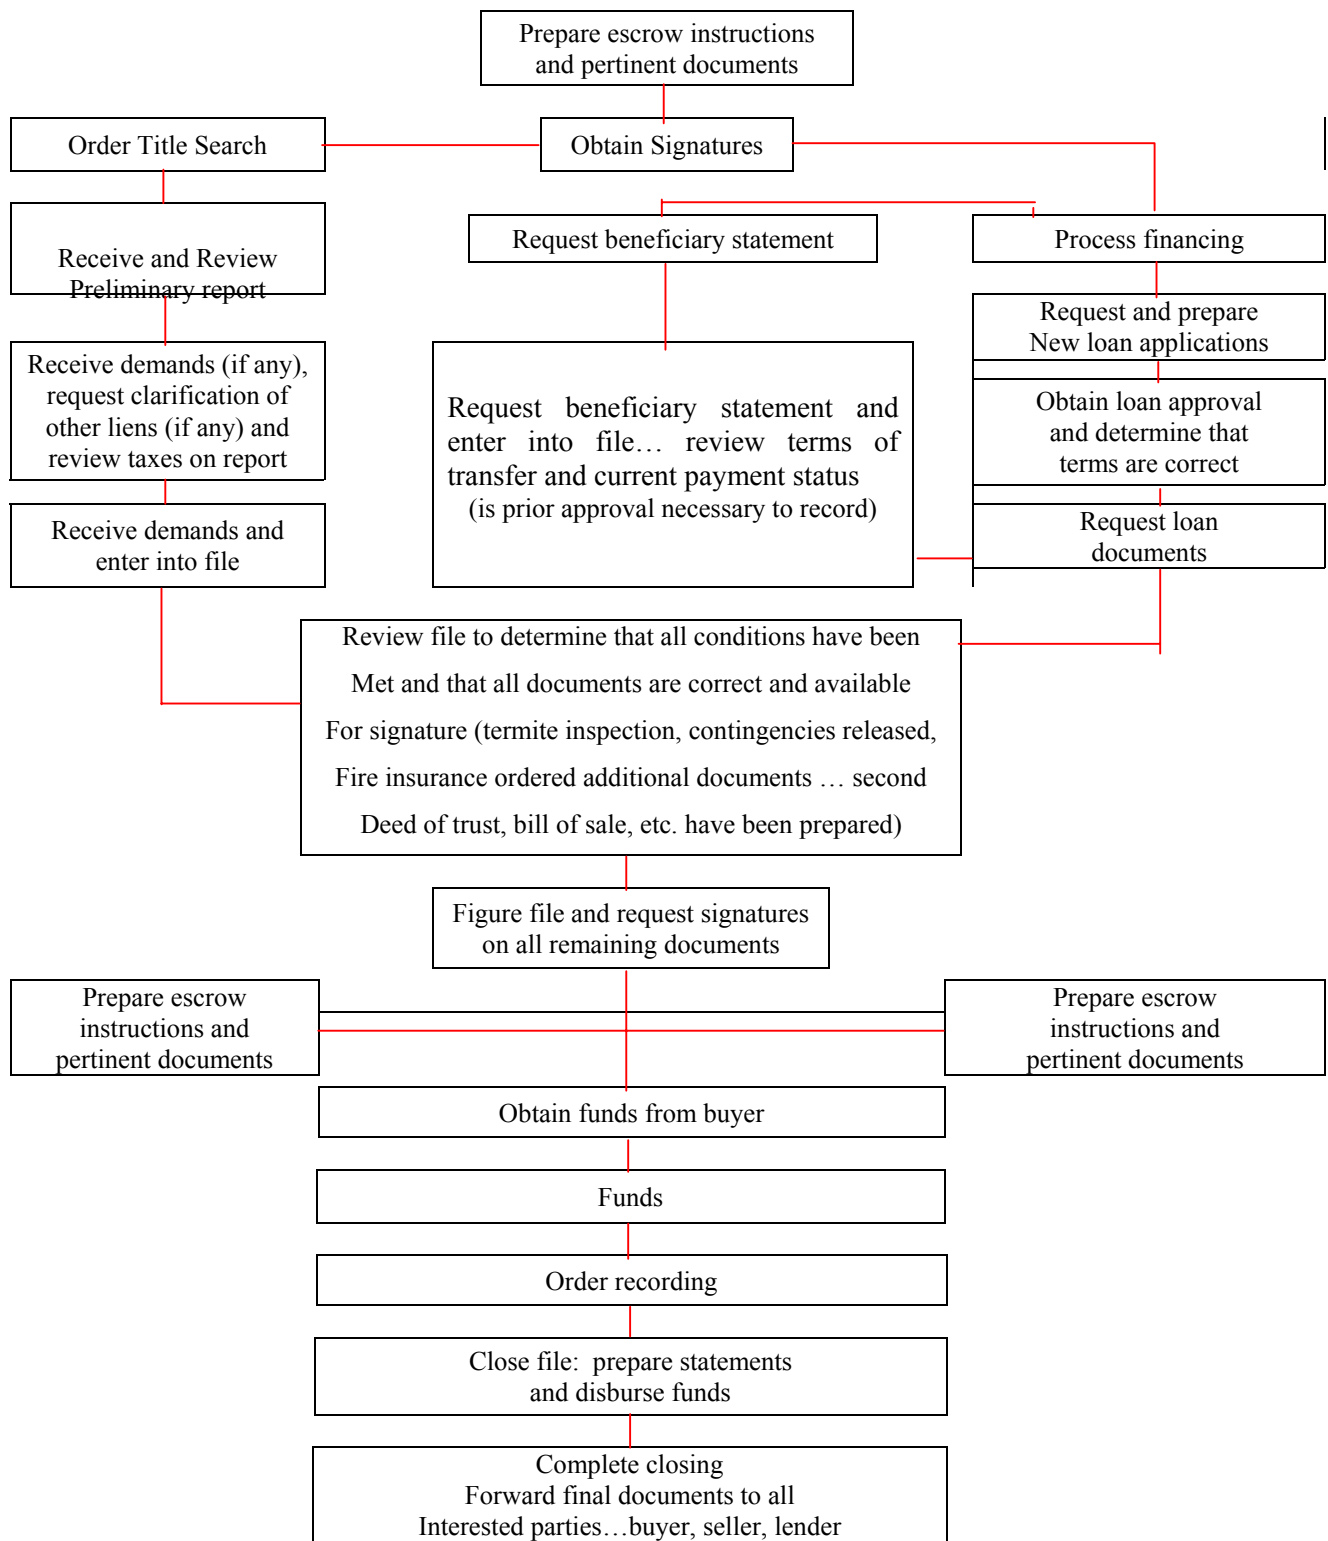 Prepare escrow instructions
and pertinent documents
Order Title Search
Obtain Signatures
Receive and Review
Preliminary report
Request beneficiary statement
Process financing
Request and prepare
New loan applications
Receive demands (if any),
request clarification of
other liens (if any) and
review taxes on report
Request beneficiary statement and
enter into file… review terms of
transfer and current payment status
(is prior approval necessary to record)
Obtain loan approval
and determine that
terms are correct
Receive demands and
enter into file
Request loan
documents
Review file to determine that all conditions have been
Met and that all documents are correct and available
For signature (termite inspection, contingencies released,
Fire insurance ordered additional documents … second
Deed of trust, bill of sale, etc. have been prepared)
Figure file and request signatures
on all remaining documents
Prepare escrow
instructions and
pertinent documents
Prepare escrow
instructions and
pertinent documents
Obtain funds from buyer
Funds
Order recording
Close file:  prepare statements
and disburse funds
Complete closing
Forward final documents to all
Interested parties…buyer, seller, lender